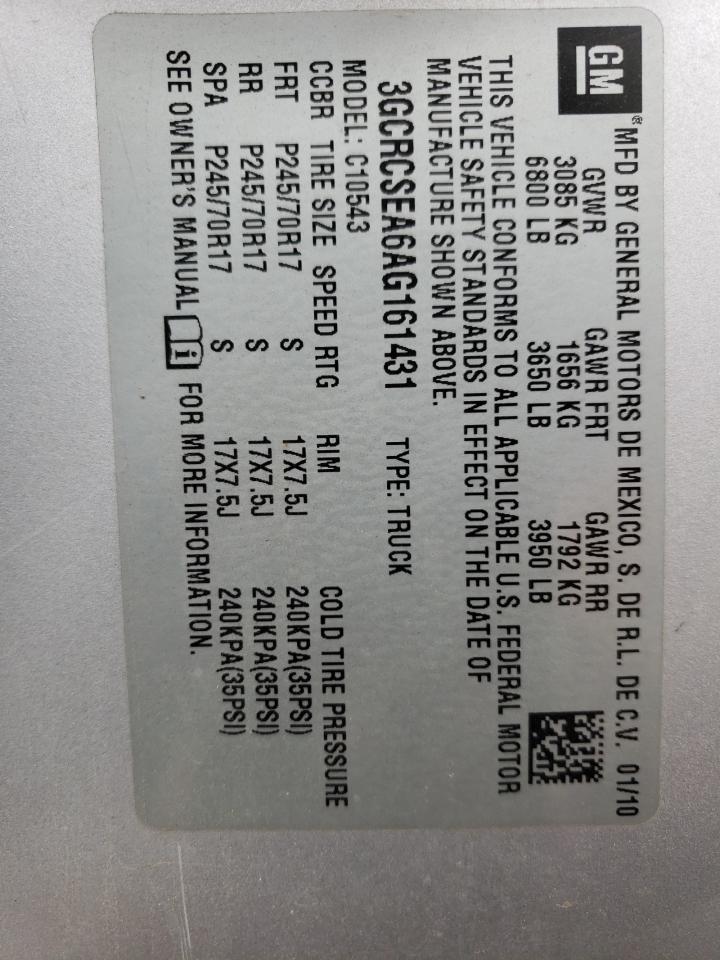 GM®
MFD BY GENERAL MOTORS DE MEXICO, S. DE R.L. DE C.V. 01/10
GVWR GAWR FRT GAWR RR
3085 KG 1656 KG 1792 KG
6800 LB 3650 LB 3950 LB
THIS VEHICLE CONFORMS TO ALL APPLICABLE U.S. FEDERAL MOTOR
VEHICLE SAFETY STANDARDS IN EFFECT ON THE DATE OF
MANUFACTURE SHOWN ABOVE.
3GCRCSEA6AG161431 TYPE: TRUCK
MODEL: C10543
CCBR TIRE SIZE SPEED RTG RIM COLD TIRE PRESSURE
FRT P245/70R17 S 17X7.5J 240KPA(35PSI)
RR P245/70R17 S 17X7.5J 240KPA(35PSI)
SPA P245/70R17 S 17X7.5J 240KPA(35PSI)
SEE OWNER'S MANUAL i FOR MORE INFORMATION.